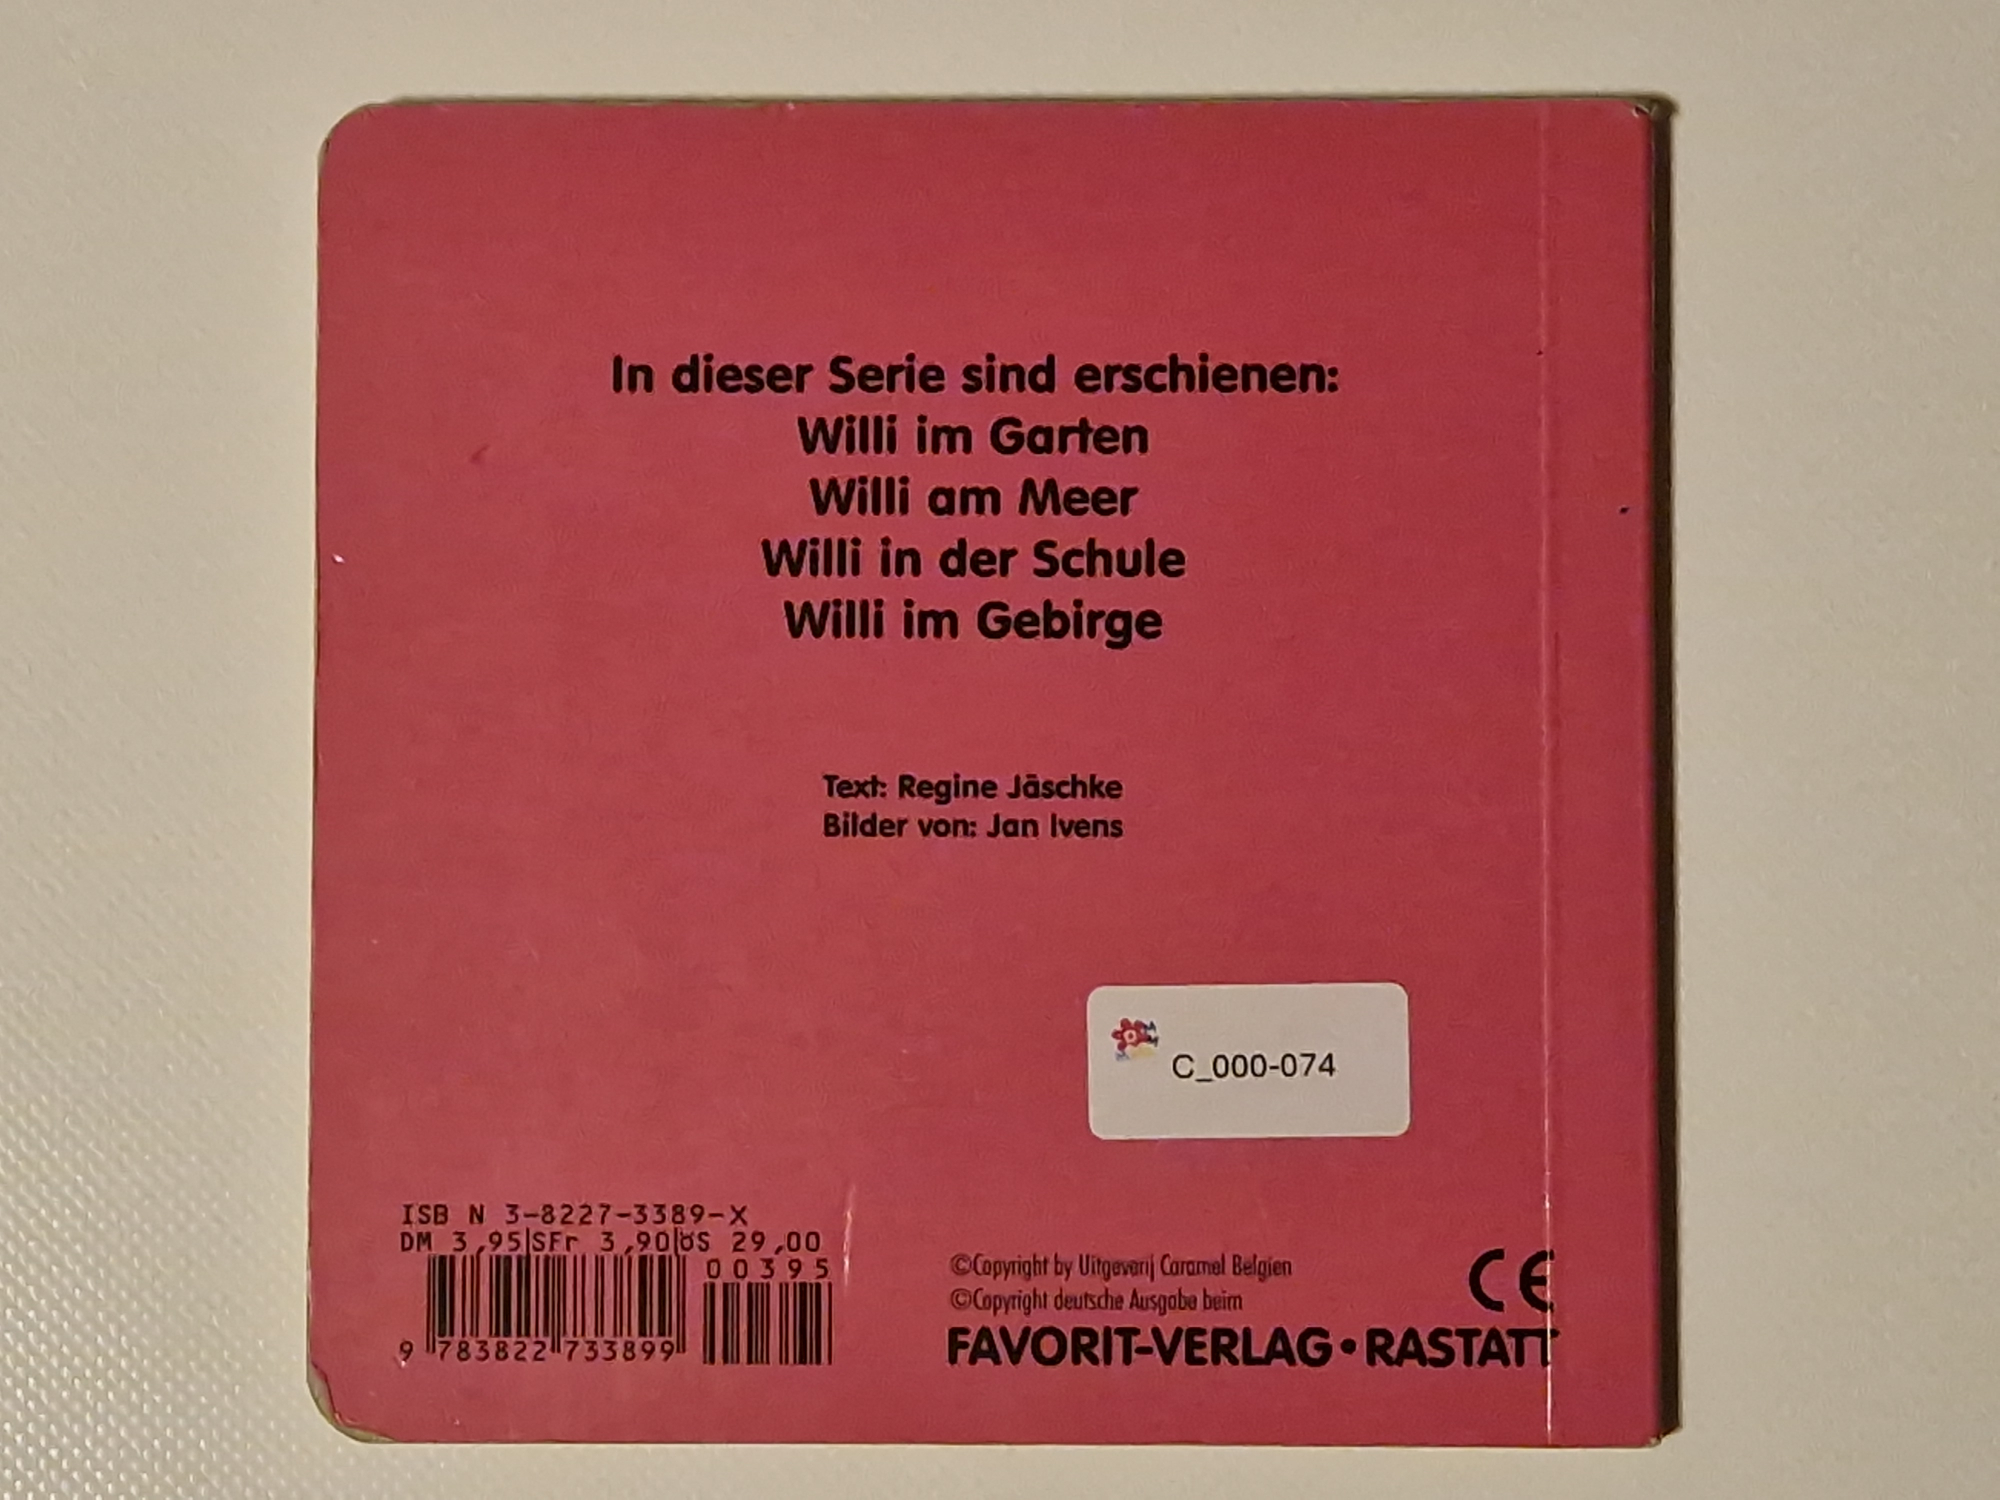 In dieser Serie sind erschienen:
Willi im Garten
Willi am Meer
Willi in der Schule
Willi im Gebirge
Text: Regine Jäschke
Bilder von: Jan Ivens
C_000-074
ISB N 3-8227-3389-X
DM 3,95|SFr 3,90|öS 29,00
00395
9 783822 733899
©Copyright by Uitgeverij Caramel Belgien
©Copyright deutsche Ausgabe beim
FAVORIT-VERLAG • RASTATT
CE